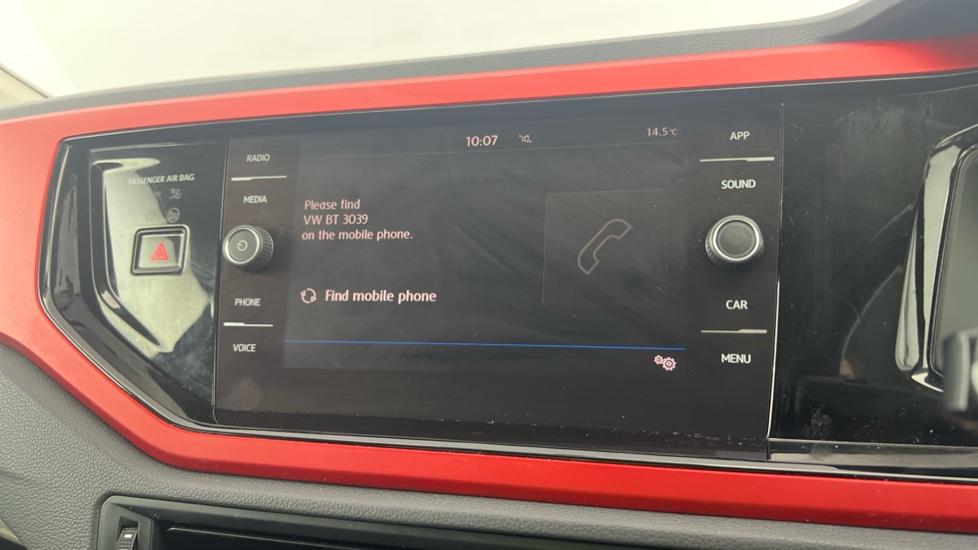 10:07
14.5°C
APP
RADIO
SOUND
PASSENGER AIR BAG
MEDIA
Please find
VW BT 3039
on the mobile phone.
Find mobile phone
PHONE
CAR
VOICE
MENU